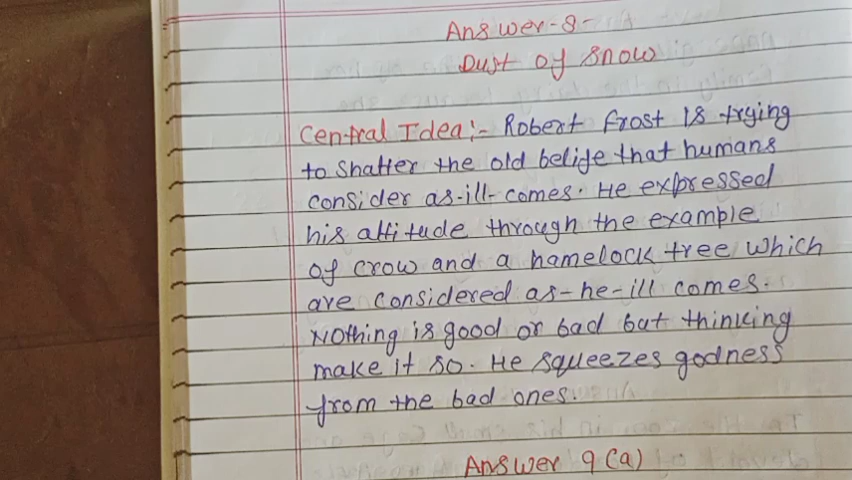 Answer-8-
Dust of snow
Central Idea:- Robert frost is trying
to shatter the old belife that humans
consider as-ill-comes. He expressed
his attitude through the example
of crow and a hamelock tree which
are considered as-he-ill comes.
Nothing is good or bad but thinking
make it so. He squeezes godness
from the bad ones.
Answer 9 (a)